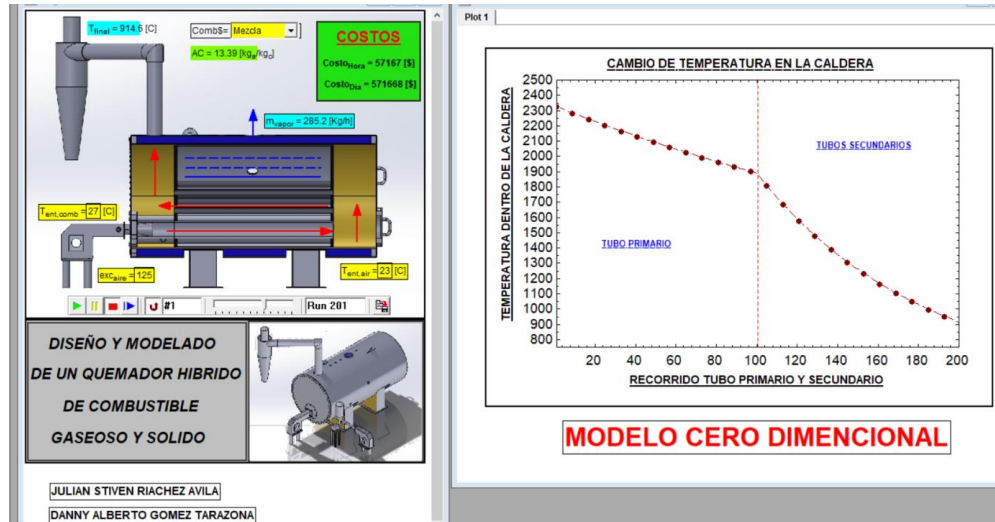 T_final = 914.6 [C]
Comb$= Mezcla
AC = 13.39 [kg_a/kg_c]
COSTOS
Costo_Hora = 57167 [$]
Costo_Dia = 571668 [$]
m_vapor = 285.2 [Kg/h]
T_ent,comb = 27 [C]
exc_aire = 125
T_ent,air = 23 [C]
#1
Run 201
DISEÑO Y MODELADO
DE UN QUEMADOR HIBRIDO
DE COMBUSTIBLE
GASEOSO Y SOLIDO
JULIAN STIVEN RIACHEZ AVILA
DANNY ALBERTO GOMEZ TARAZONA
Plot 1
CAMBIO DE TEMPERATURA EN LA CALDERA
TEMPERATURA DENTRO DE LA CALDERA
2500
2400
2300
2200
2100
2000
1900
1800
1700
1600
1500
1400
1300
1200
1100
1000
900
800
TUBOS SECUNDARIOS
TUBO PRIMARIO
20 40 60 80 100 120 140 160 180 200
RECORRIDO TUBO PRIMARIO Y SECUNDARIO
MODELO CERO DIMENCIONAL